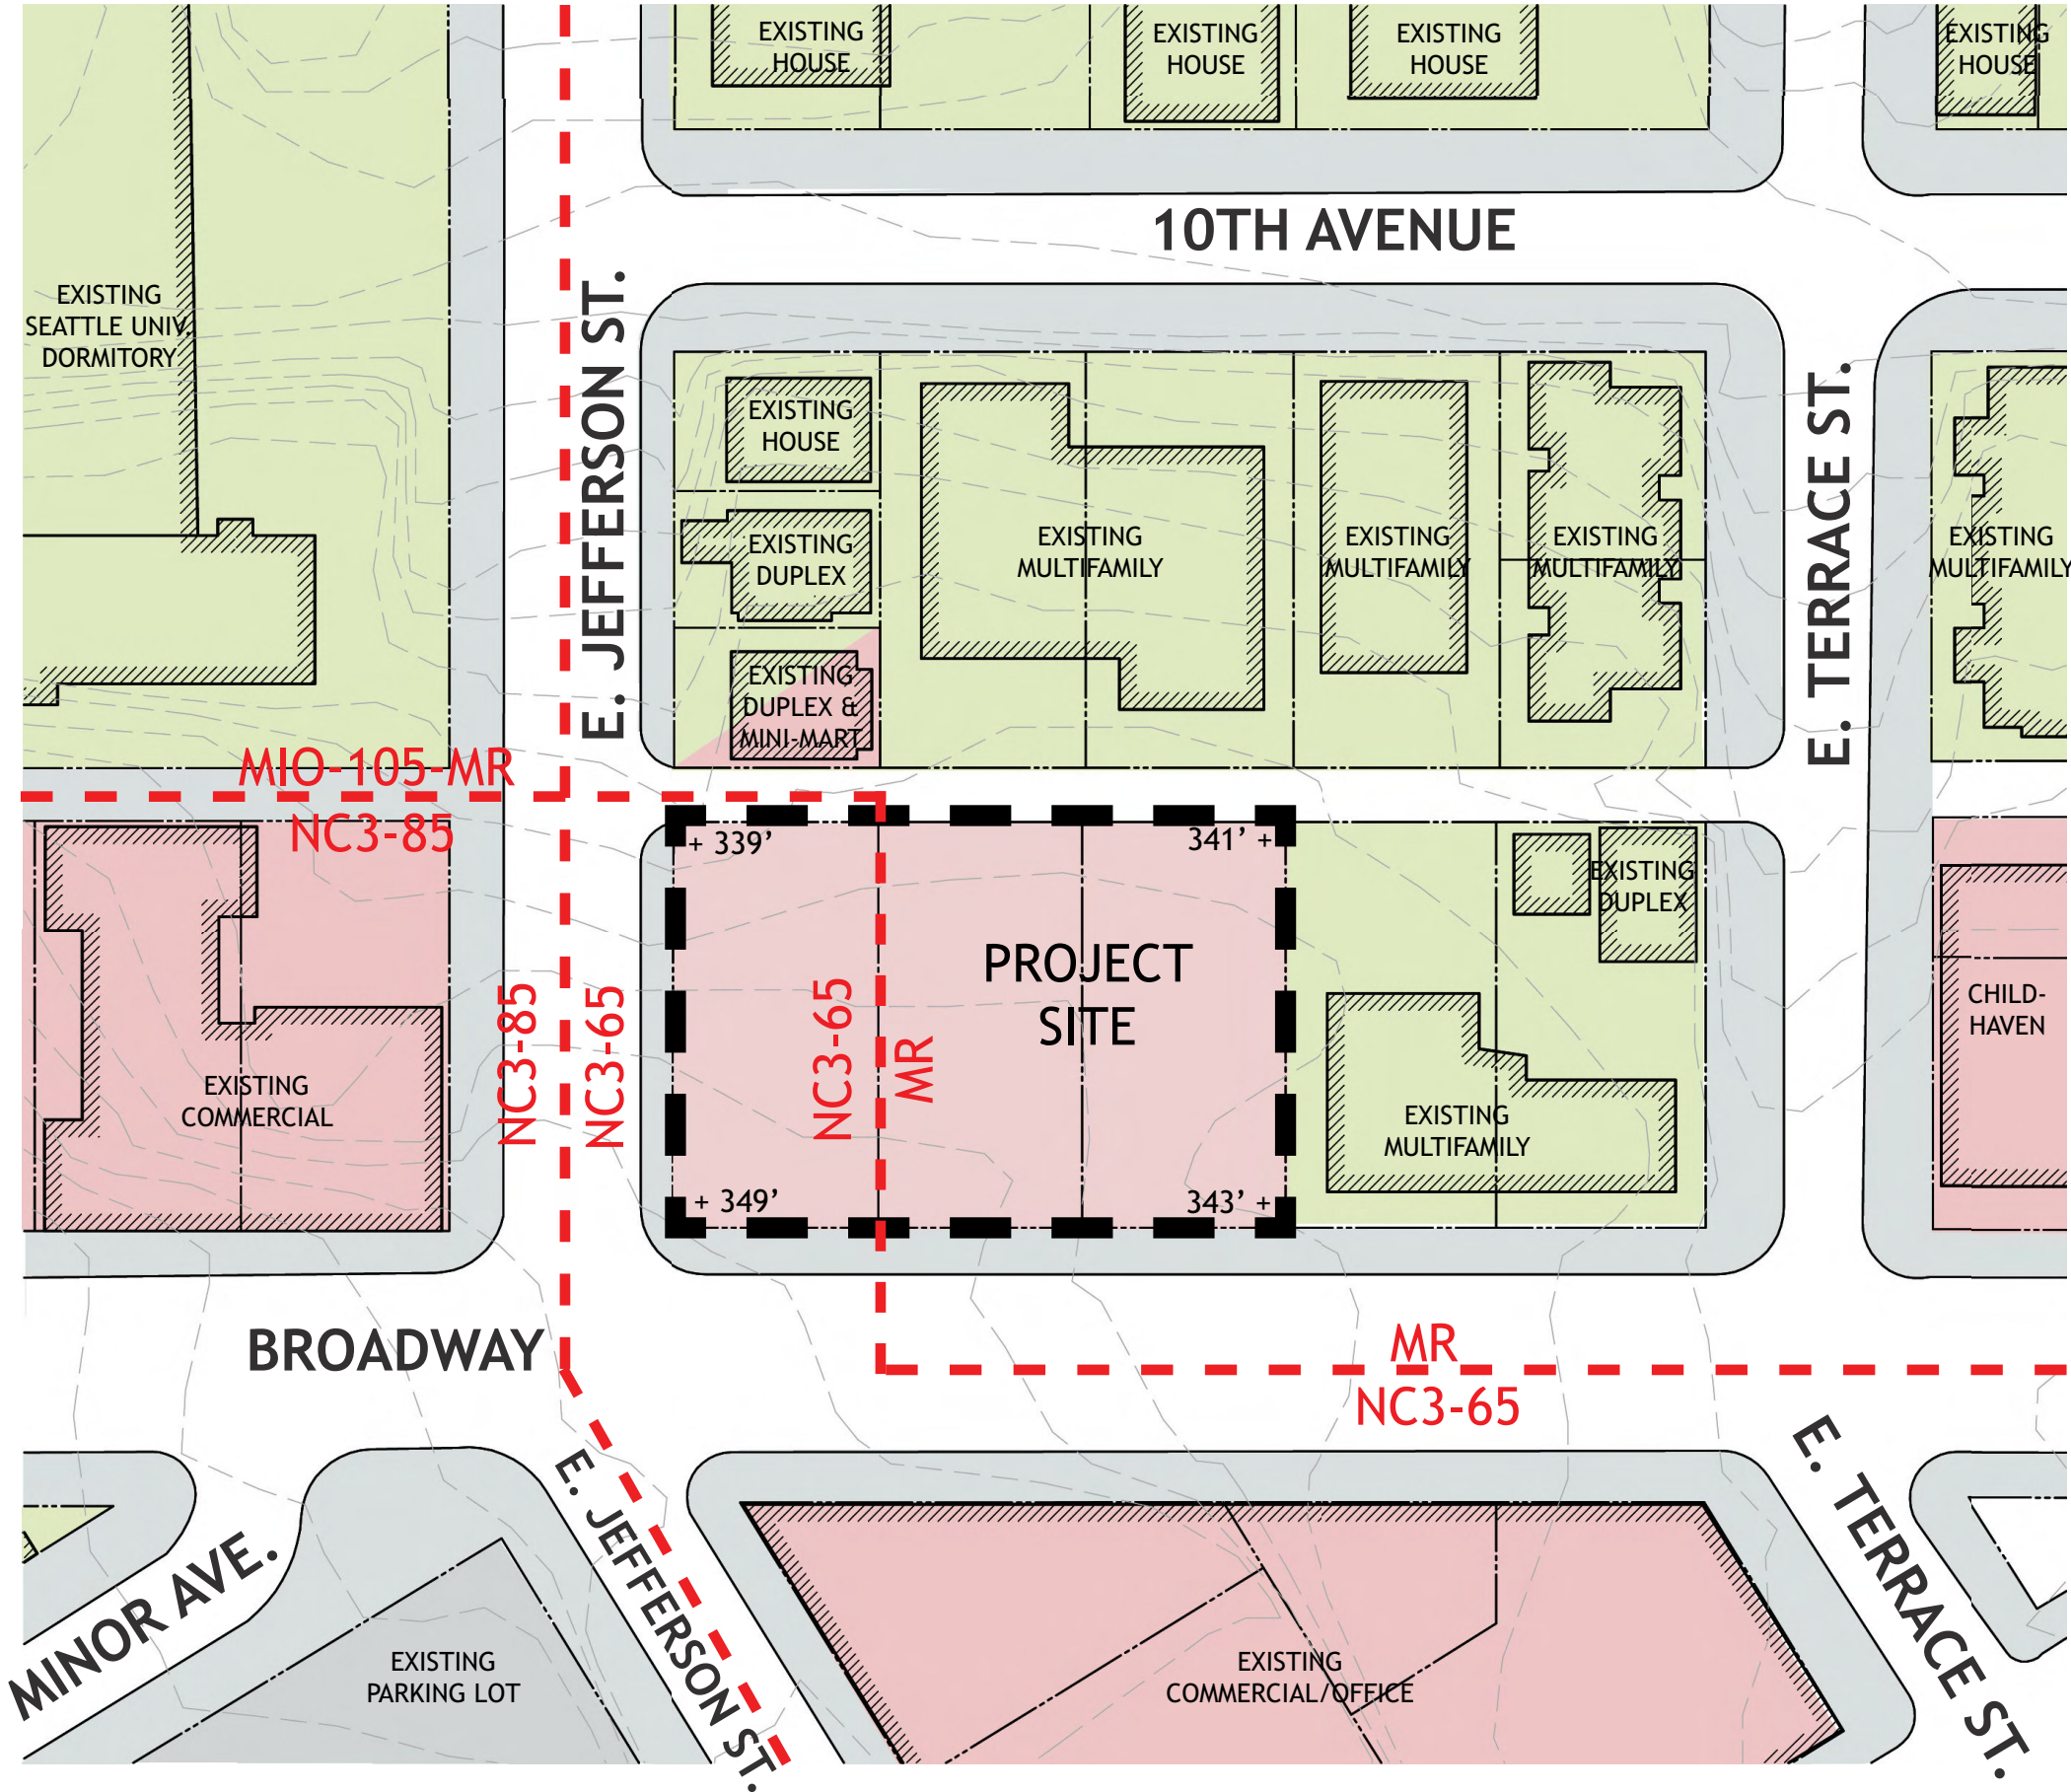 EXISTING
HOUSE
EXISTING
HOUSE
EXISTING
HOUSE
EXISTING
HOUSE
10TH AVENUE
EXISTING
SEATTLE UNIV.
DORMITORY
E. JEFFERSON ST.
EXISTING
HOUSE
EXISTING
DUPLEX
EXISTING
DUPLEX &
MINI-MART
EXISTING
MULTIFAMILY
EXISTING
MULTIFAMILY
EXISTING
MULTIFAMILY
E. TERRACE ST.
EXISTING
MULTIFAMILY
MIO-105-MR
NC3-85
+ 339’
341’ +
EXISTING
DUPLEX
PROJECT
SITE
NC3-85
NC3-65
NC3-65
MR
CHILD-
HAVEN
EXISTING
COMMERCIAL
EXISTING
MULTIFAMILY
+ 349’
343’ +
BROADWAY
MR
NC3-65
E. JEFFERSON ST.
E. TERRACE ST.
MINOR AVE.
EXISTING
PARKING LOT
EXISTING
COMMERCIAL/OFFICE